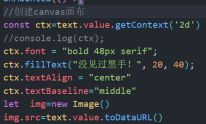 //创建canvas画布
const ctx=text.value.getContext('2d')
//console.log(ctx);
ctx.font = "bold 48px serif";
ctx.fillText("没见过黑手! ", 20, 40);
ctx.textAlign = "center"
ctx.textBaseline="middle"
let img=new Image()
img.src=text.value.toDataURL()